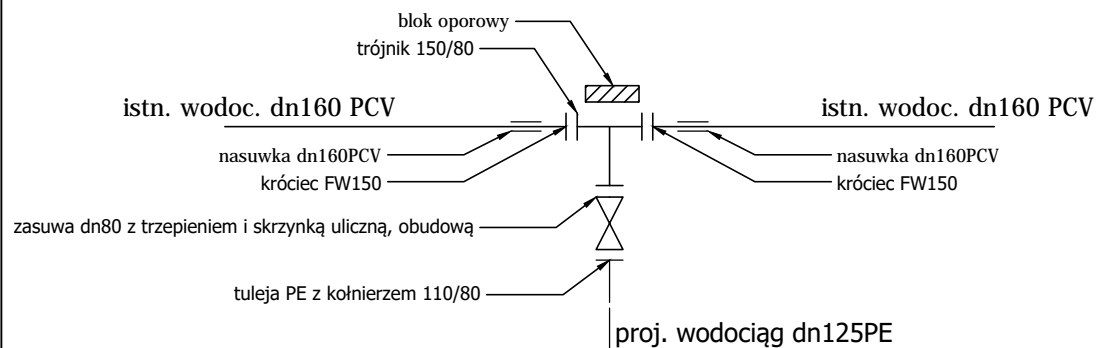 blok oporowy
trójnik 150/80
istn. wodoc. dn160 PCV
istn. wodoc. dn160 PCV
nasuwka dn160PCV
nasuwka dn160PCV
króciec FW150
króciec FW150
zasuwa dn80 z trzepieniem i skrzynką uliczną, obudową
tuleja PE z kołnierzem 110/80
proj. wodociąg dn125PE